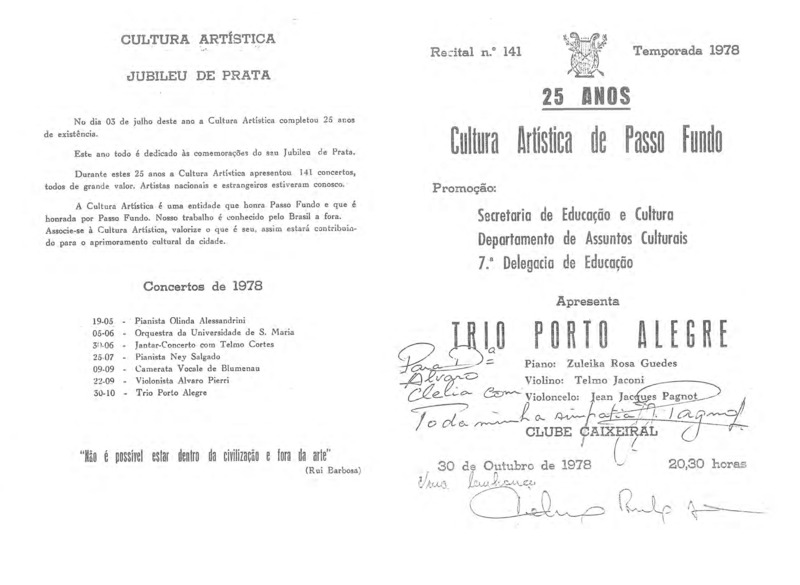 CULTURA ARTÍSTICA
JUBILEU DE PRATA
No dia 03 de julho deste ano a Cultura Artística completou 25 anos
de existência.
Este ano todo é dedicado às comemorações do seu Jubileu de Prata.
Durante estes 25 anos a Cultura Artística apresentou 141 concertos,
todos de grande valor. Artistas nacionais e estrangeiros estiveram conosco.
A Cultura Artística é uma entidade que honra Passo Fundo e que é
honrada por Passo Fundo. Nosso trabalho é conhecido pelo Brasil a fora.
Associe-se à Cultura Artística, valorize o que é seu, assim estará contribuin-
do para o aprimoramento cultural da cidade.
Concertos de 1978
19-05 - Pianista Olinda Alessandrini
05-06 - Orquestra da Universidade de S. Maria
30-06 - Jantar-Concerto com Telmo Cortes
25-07 - Pianista Ney Salgado
09-09 - Camerata Vocale de Blumenau
22-09 - Violonista Alvaro Pierri
30-10 - Trio Porto Alegre
"Não é possível estar dentro da civilização e fora da arte"
(Rui Barbosa)
Recital n.º 141
Temporada 1978
25 ANOS
Cultura Artística de Passo Fundo
Promoção:
Secretaria de Educação e Cultura
Departamento de Assuntos Culturais
7.ª Delegacia de Educação
Apresenta
TRIO PORTO ALEGRE
Piano: Zuleika Rosa Guedes
Violino: Telmo Jaconi
Violoncelo: Jean Jacques Pagnot
Para Dª
Alvaro
Clelia com
Toda minha simpatia Pagnot
CLUBE CAIXEIRAL
30 de Outubro de 1978
20,30 horas
Uma lembrança